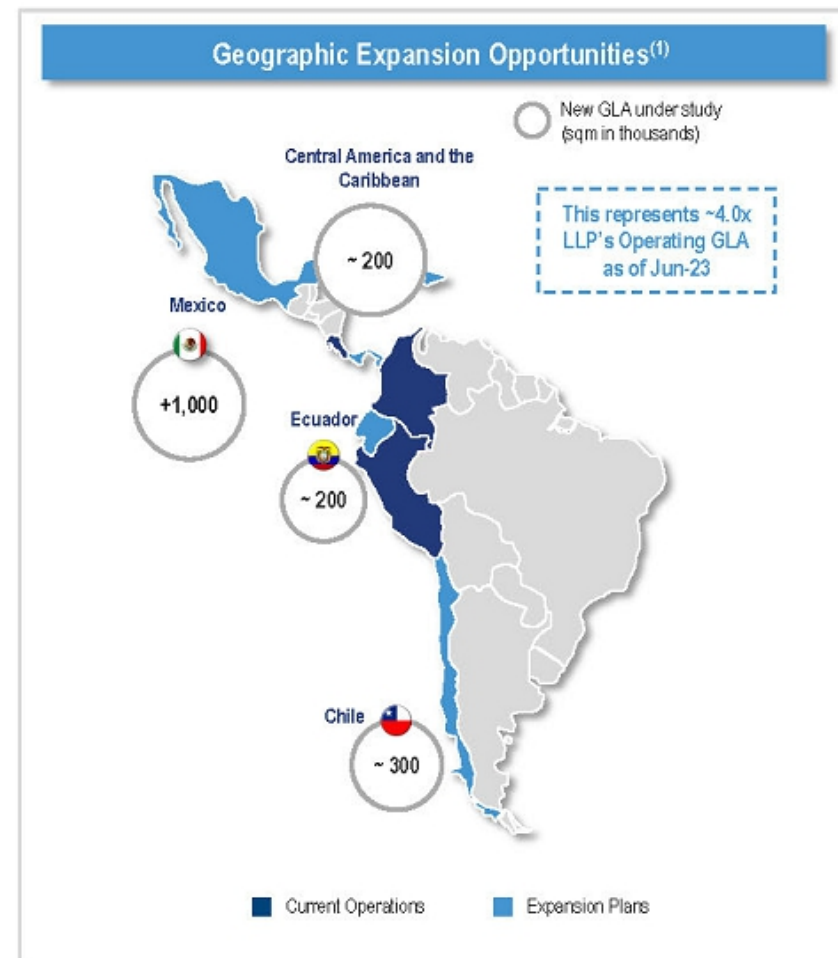 Geographic Expansion Opportunities(1)
New GLA under study
(sqm in thousands)
Central America and the
Caribbean
~ 200
This represents ~4.0x
LLP's Operating GLA
as of Jun-23
Mexico
+1,000
Ecuador
~ 200
Chile
~ 300
Current Operations
Expansion Plans